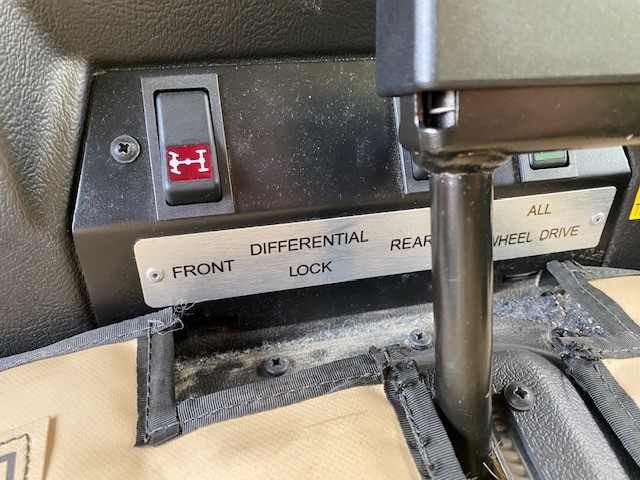 ALL
DIFFERENTIAL
FRONT REAR WHEEL DRIVE
LOCK